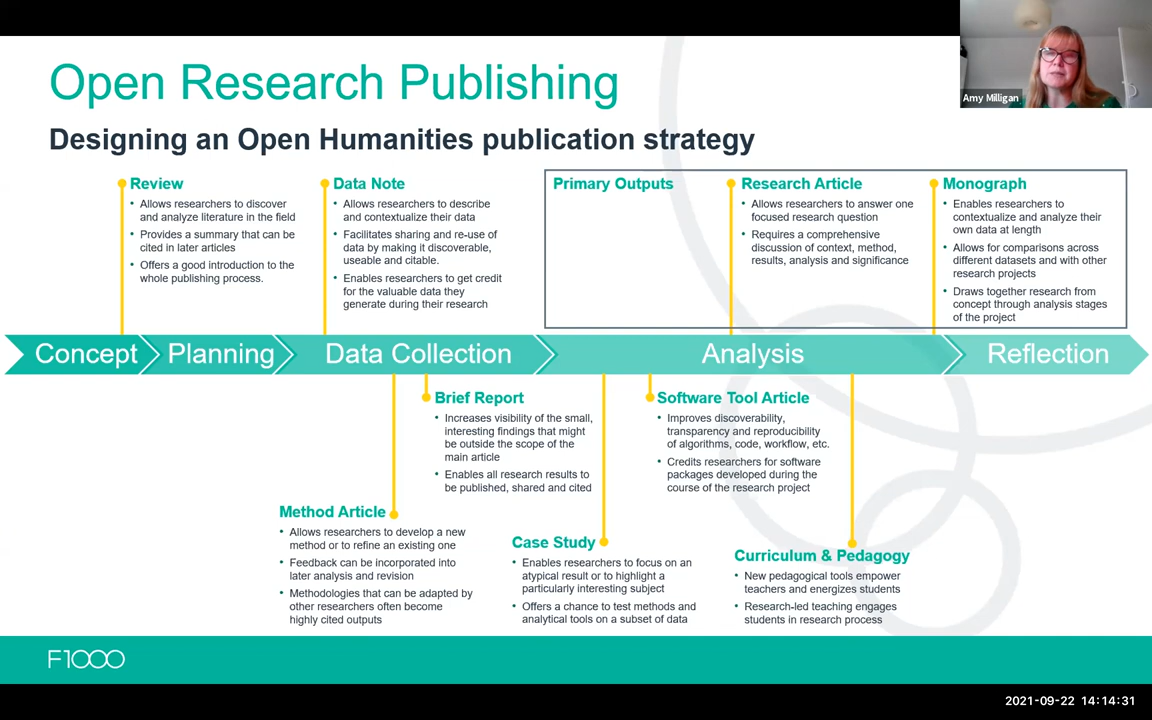 Open Research Publishing
Designing an Open Humanities publication strategy
Amy Milligan
Review
• Allows researchers to discover
and analyze literature in the field
• Provides a summary that can be
cited in later articles
• Offers a good introduction to the
whole publishing process.
Data Note
• Allows researchers to describe
and contextualize their data
• Facilitates sharing and re-use of
data by making it discoverable,
useable and citable.
• Enables researchers to get credit
for the valuable data they
generate during their research
Primary Outputs
Research Article
• Allows researchers to answer one
focused research question
• Requires a comprehensive
discussion of context, method,
results, analysis and significance
Monograph
• Enables researchers to
contextualize and analyze their
own data at length
• Allows for comparisons across
different datasets and with other
research projects
• Draws together research from
concept through analysis stages
of the project
Concept
Planning
Data Collection
Analysis
Reflection
Brief Report
• Increases visibility of the small,
interesting findings that might
be outside the scope of the
main article
• Enables all research results to
be published, shared and cited
Software Tool Article
• Improves discoverability,
transparency and reproducibility
of algorithms, code, workflow, etc.
• Credits researchers for software
packages developed during the
course of the research project
Method Article
• Allows researchers to develop a new
method or to refine an existing one
• Feedback can be incorporated into
later analysis and revision
• Methodologies that can be adapted by
other researchers often become
highly cited outputs
Case Study
• Enables researchers to focus on an
atypical result or to highlight a
particularly interesting subject
• Offers a chance to test methods and
analytical tools on a subset of data
Curriculum & Pedagogy
• New pedagogical tools empower
teachers and energizes students
• Research-led teaching engages
students in research process
F1000
2021-09-22 14:14:31